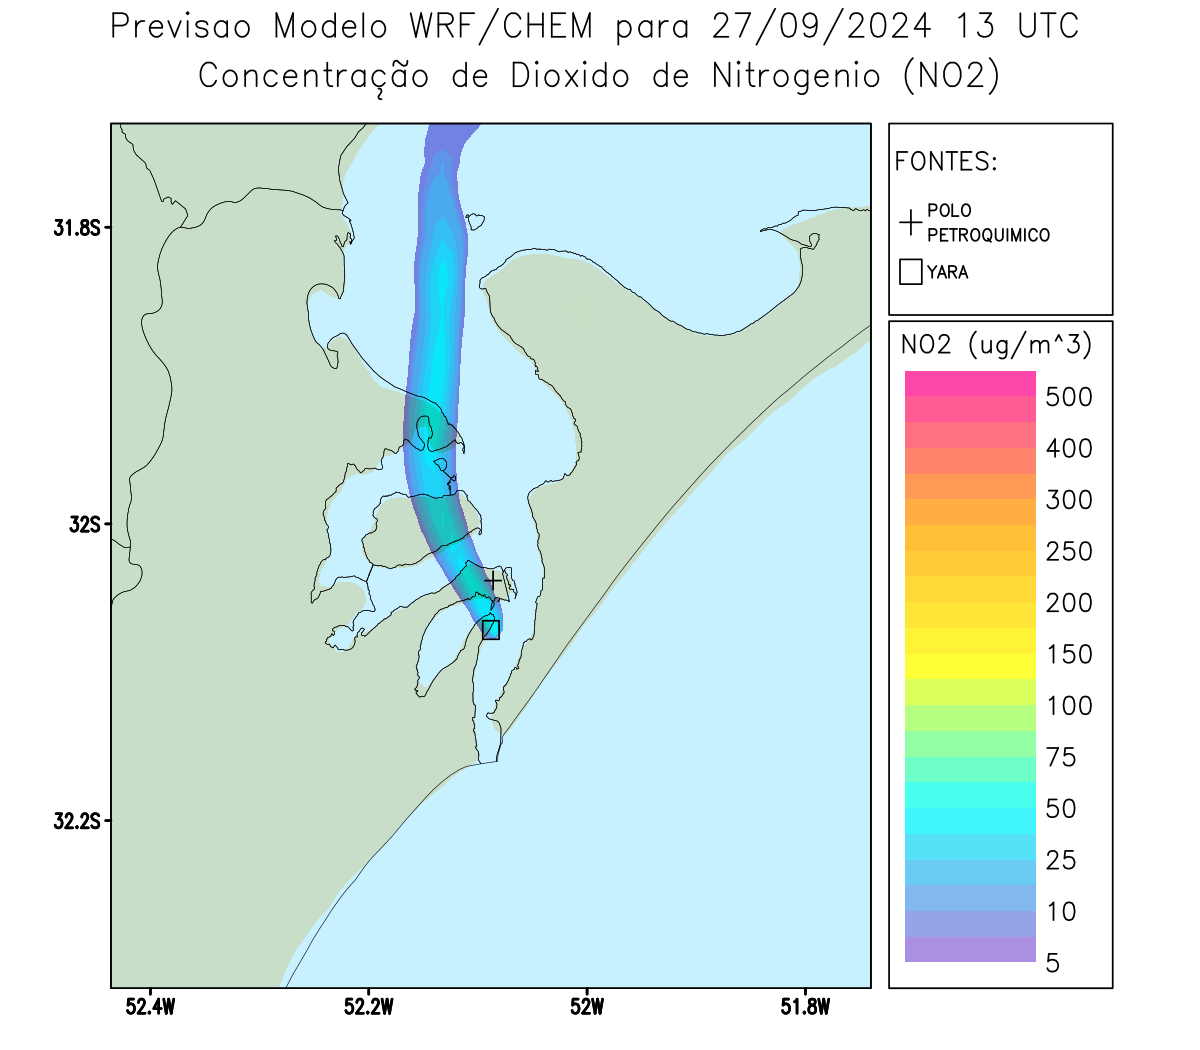 Previsao Modelo WRF/CHEM para 27/09/2024 13 UTC
Concentração de Dioxido de Nitrogenio (NO2)
FONTES:
POLO
PETROQUIMICO
YARA
31.8S
32S
32.2S
52.4W
52.2W
52W
51.8W
NO2 (ug/m^3)
500
400
300
250
200
150
100
75
50
25
10
5